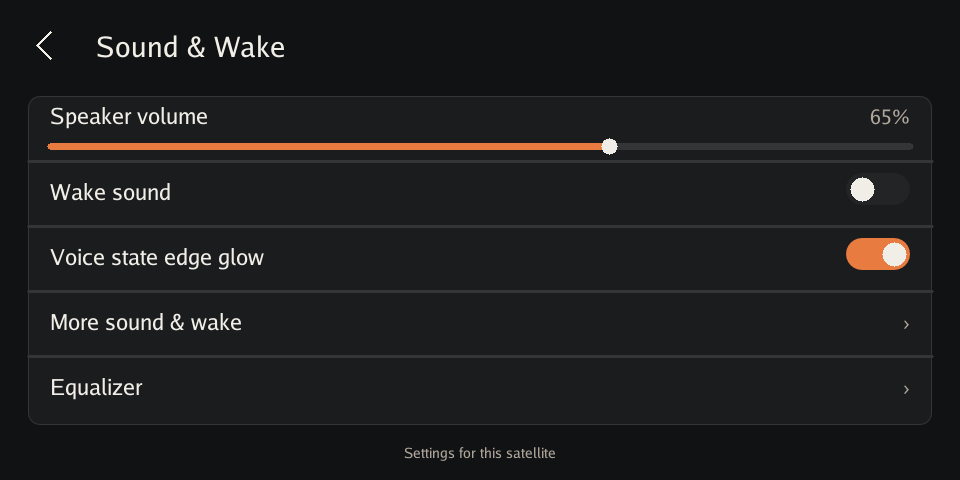 Sound & Wake
Speaker volume 65%
Wake sound
Voice state edge glow
More sound & wake ›
Equalizer ›
Settings for this satellite